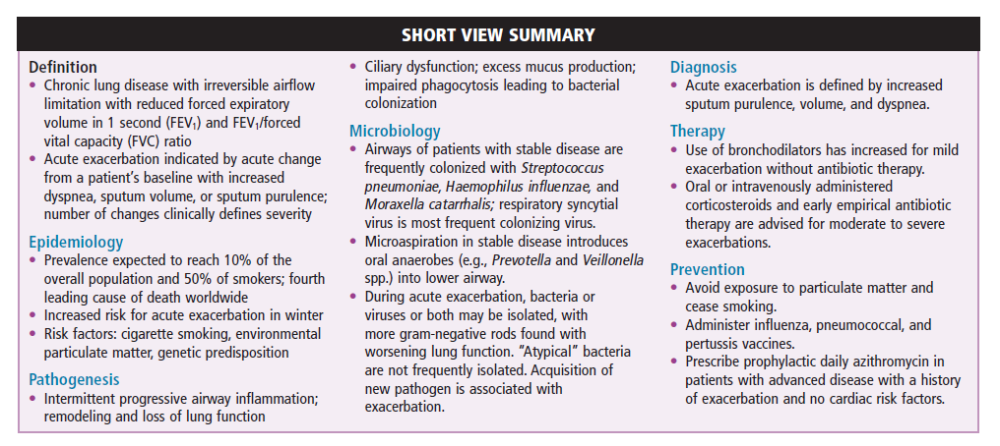 SHORT VIEW SUMMARY
Definition
• Chronic lung disease with irreversible airflow
limitation with reduced forced expiratory
volume in 1 second (FEV₁) and FEV₁/forced
vital capacity (FVC) ratio
• Acute exacerbation indicated by acute change
from a patient's baseline with increased
dyspnea, sputum volume, or sputum purulence;
number of changes clinically defines severity
Epidemiology
• Prevalence expected to reach 10% of the
overall population and 50% of smokers; fourth
leading cause of death worldwide
• Increased risk for acute exacerbation in winter
• Risk factors: cigarette smoking, environmental
particulate matter, genetic predisposition
Pathogenesis
• Intermittent progressive airway inflammation;
remodeling and loss of lung function
• Ciliary dysfunction; excess mucus production;
impaired phagocytosis leading to bacterial
colonization
Microbiology
• Airways of patients with stable disease are
frequently colonized with Streptococcus
pneumoniae, Haemophilus influenzae, and
Moraxella catarrhalis; respiratory syncytial
virus is most frequent colonizing virus.
• Microaspiration in stable disease introduces
oral anaerobes (e.g., Prevotella and Veillonella
spp.) into lower airway.
• During acute exacerbation, bacteria or
viruses or both may be isolated, with
more gram-negative rods found with
worsening lung function. "Atypical" bacteria
are not frequently isolated. Acquisition of
new pathogen is associated with
exacerbation.
Diagnosis
• Acute exacerbation is defined by increased
sputum purulence, volume, and dyspnea.
Therapy
• Use of bronchodilators has increased for mild
exacerbation without antibiotic therapy.
• Oral or intravenously administered
corticosteroids and early empirical antibiotic
therapy are advised for moderate to severe
exacerbations.
Prevention
• Avoid exposure to particulate matter and
cease smoking.
• Administer influenza, pneumococcal, and
pertussis vaccines.
• Prescribe prophylactic daily azithromycin in
patients with advanced disease with a history
of exacerbation and no cardiac risk factors.